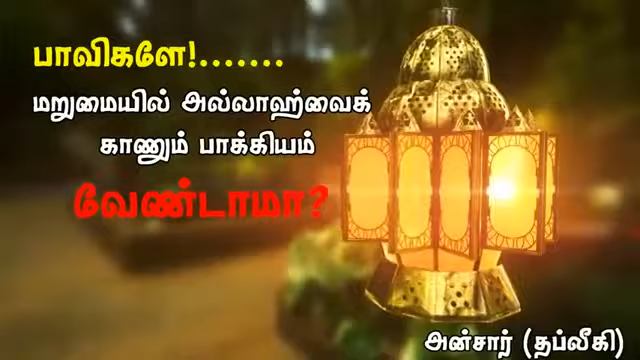 பாவிகளே!.......
மறுமையில் அல்லாஹ்வைக்
காணும் பாக்கியம்
வேண்டாமா?
அன்சார் (தப்லீகி)